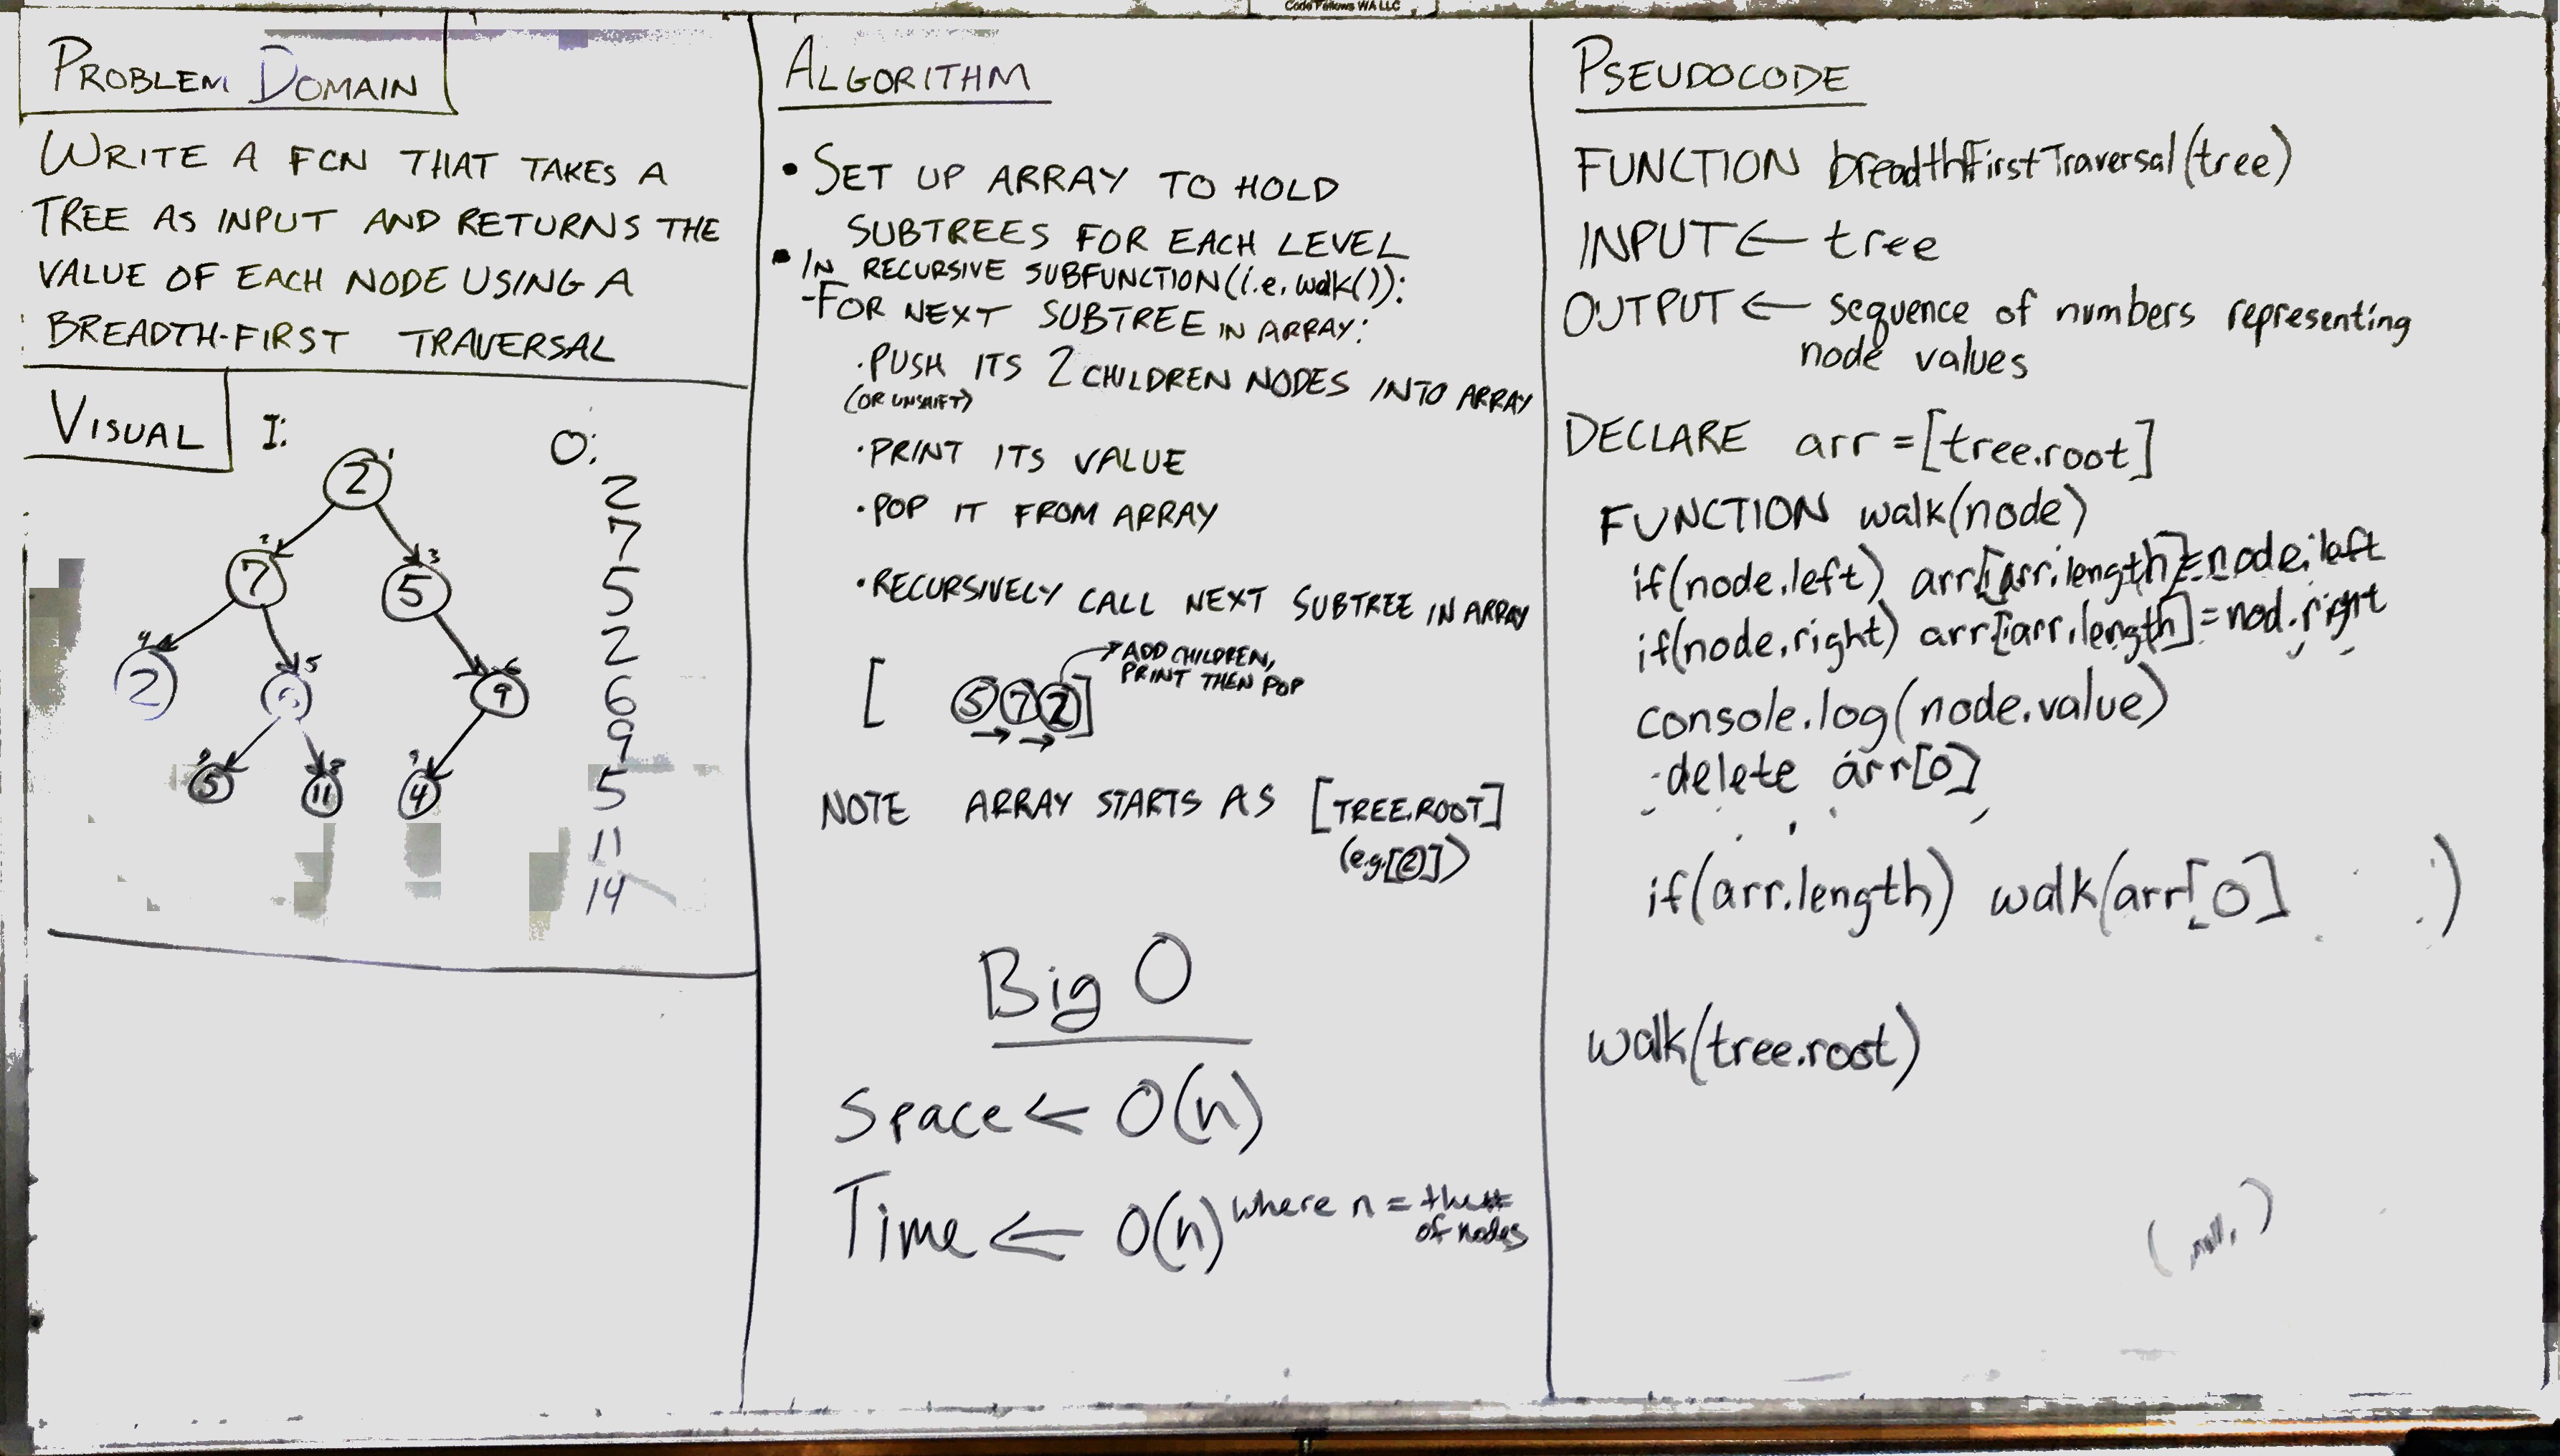 Code Fellows WA LLC
PROBLEM DOMAIN
WRITE A FCN THAT TAKES A
TREE AS INPUT AND RETURNS THE
VALUE OF EACH NODE USING A
BREADTH-FIRST TRAVERSAL
VISUAL
I:
O:
1
2
2
7
3
5
4
2
5
6
9
5
8
11
4
2
7
5
2
6
9
5
11
14
ALGORITHM
• SET UP ARRAY TO HOLD
SUBTREES FOR EACH LEVEL
• IN RECURSIVE SUBFUNCTION (i.e. walk()):
-FOR NEXT SUBTREE IN ARRAY:
·PUSH ITS 2 CHILDREN NODES INTO ARRAY
(OR UNSHIFT)
·PRINT ITS VALUE
·POP IT FROM ARRAY
·RECURSIVELY CALL NEXT SUBTREE IN ARRAY
[ 5 7 2 ]
ADD CHILDREN,
PRINT THEN POP
NOTE ARRAY STARTS AS [TREE.ROOT]
(e.g.[2])
Big O
Space ← O(n)
Time ← O(n) where n = the #
of nodes
PSEUDOCODE
FUNCTION breadthFirstTraversal(tree)
INPUT ← tree
OUTPUT ← sequence of numbers representing
node values
DECLARE arr = [tree.root]
FUNCTION walk(node)
if(node.left) arr[arr.length]=node.left
if(node.right) arr[arr.length]=nod.right
console.log(node.value)
delete arr[0]
if(arr.length) walk(arr[0] )
walk(tree.root)
(null, )